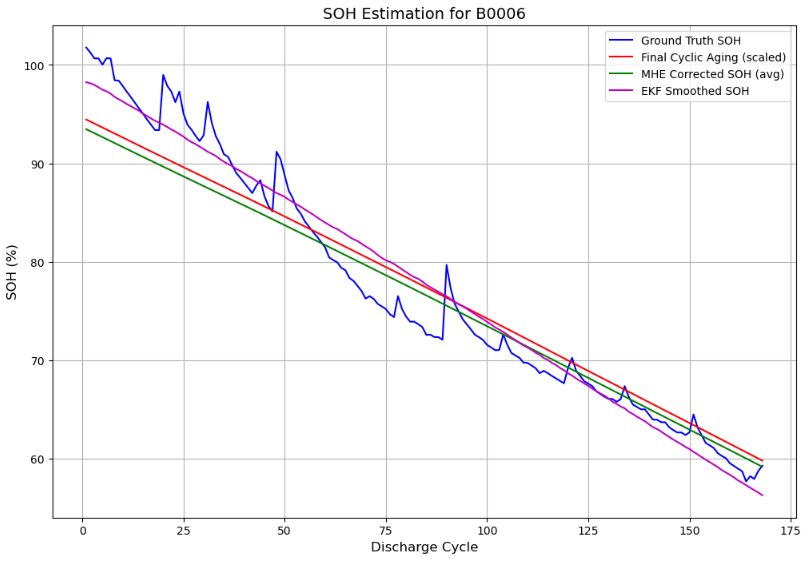 SOH Estimation for B0006
Ground Truth SOH
Final Cyclic Aging (scaled)
MHE Corrected SOH (avg)
EKF Smoothed SOH
SOH (%)
100
90
80
70
60
0 25 50 75 100 125 150 175
Discharge Cycle